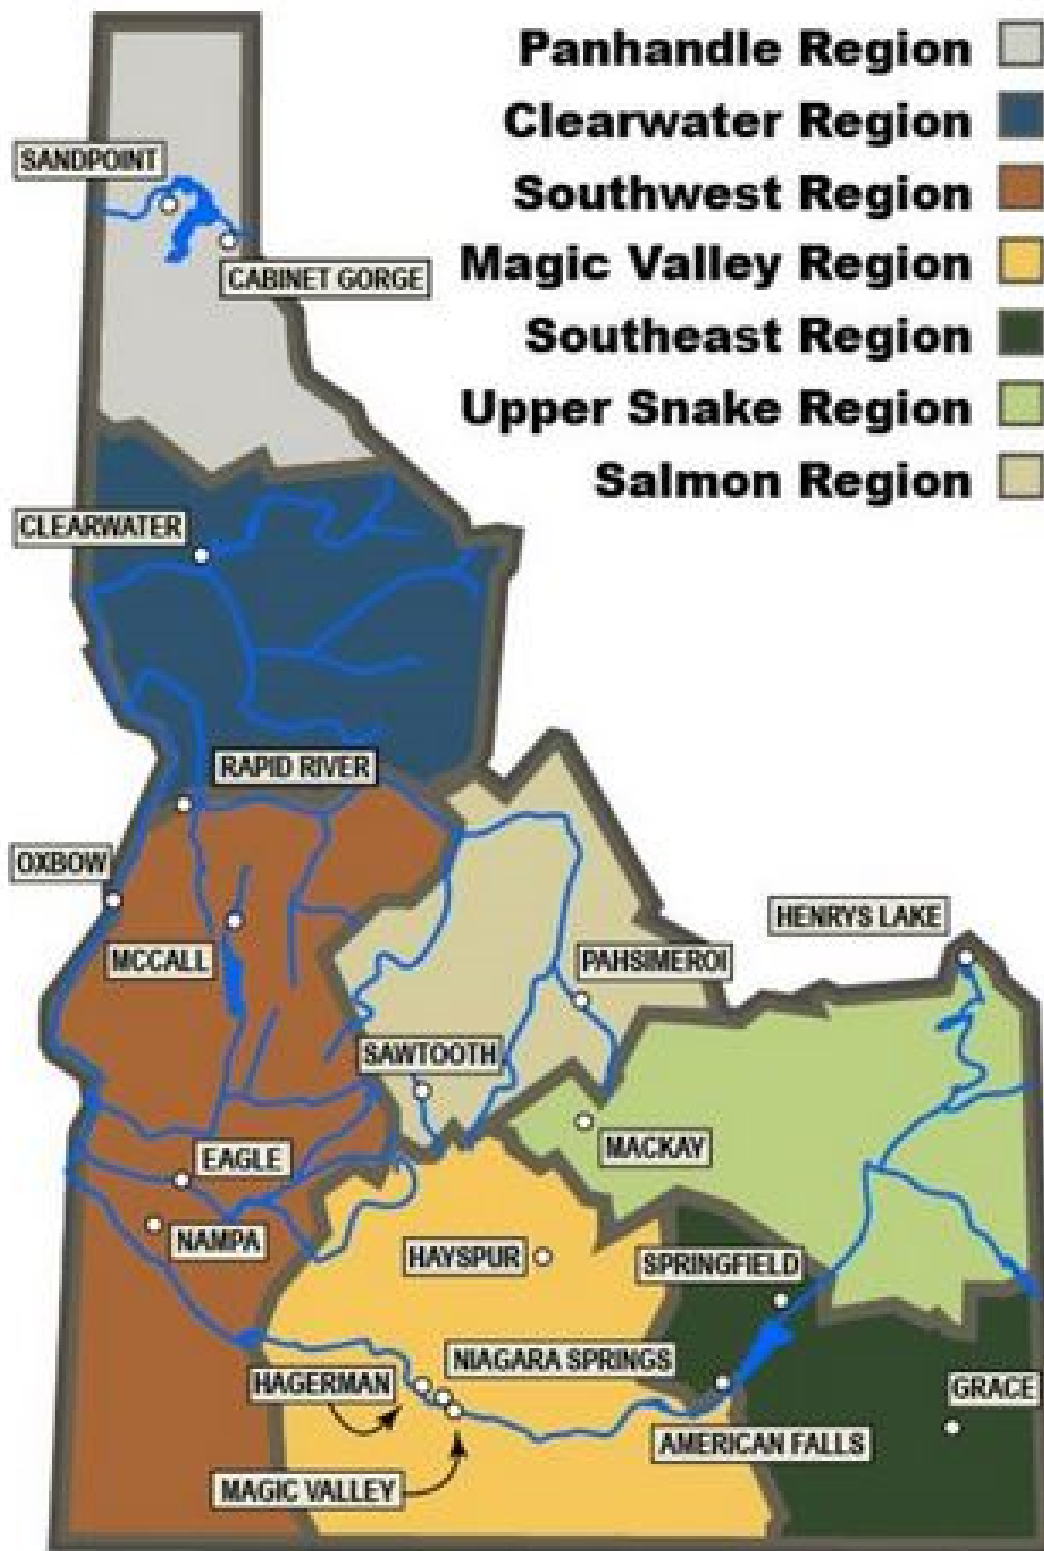 Panhandle Region
Clearwater Region
Southwest Region
Magic Valley Region
Southeast Region
Upper Snake Region
Salmon Region
SANDPOINT
CABINET GORGE
CLEARWATER
RAPID RIVER
OXBOW
MCCALL
HENRYS LAKE
PAHSIMEROI
SAWTOOTH
MACKAY
EAGLE
NAMPA
HAYSPUR
SPRINGFIELD
NIAGARA SPRINGS
HAGERMAN
GRACE
AMERICAN FALLS
MAGIC VALLEY